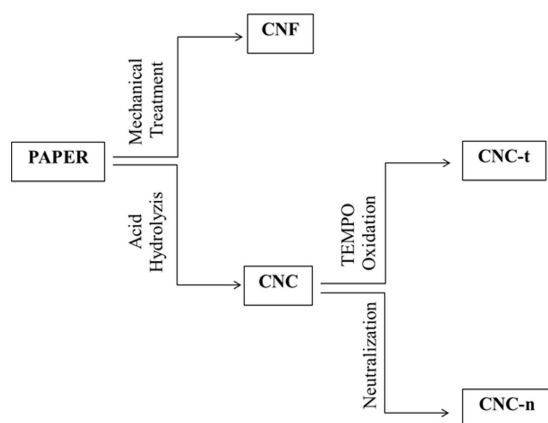 CNF
Mechanical
Treatment
PAPER
CNC-t
Acid
Hydrolyzis
TEMPO
Oxidation
CNC
Neutralization
CNC-n